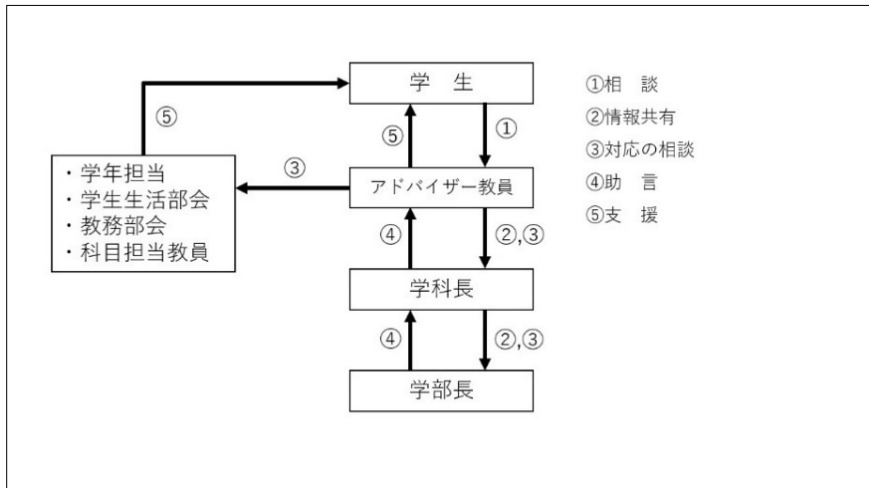 学　生
①相　談
②情報共有
③対応の相談
④助　言
⑤支　援
⑤
⑤
①
・学年担当
・学生生活部会
・教務部会
・科目担当教員
③
アドバイザー教員
④
②,③
学科長
④
②,③
学部長